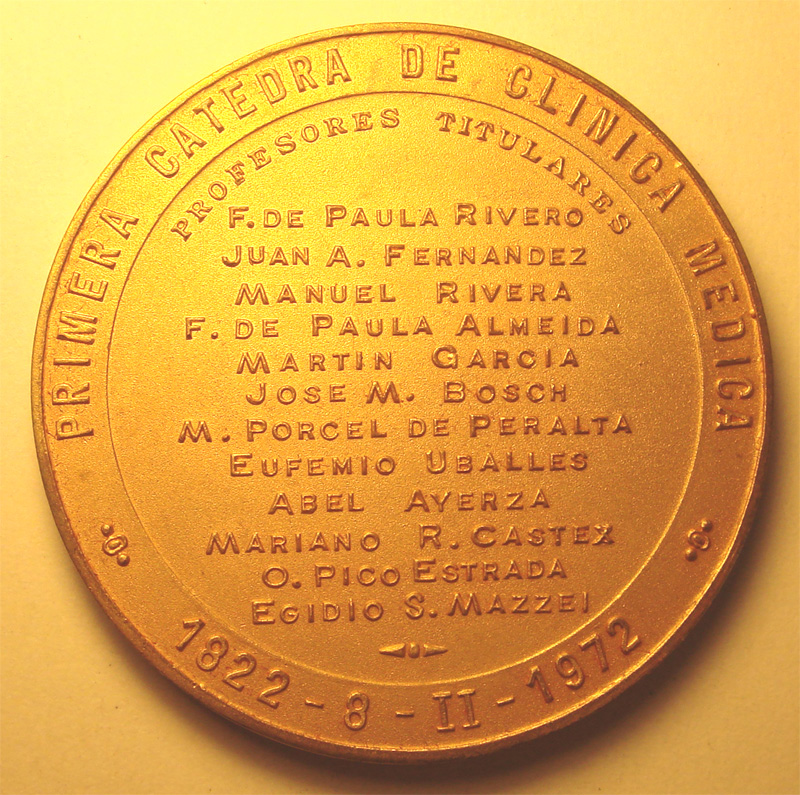 PRIMERA CATEDRA DE CLINICA MEDICA
PROFESORES TITULARES
F. DE PAULA RIVERO
JUAN A. FERNANDEZ
MANUEL RIVERA
F. DE PAULA ALMEIDA
MARTIN GARCIA
JOSE M. BOSCH
M. PORCEL DE PERALTA
EUFEMIO UBALLES
ABEL AYERZA
MARIANO R. CASTEX
O. PICO ESTRADA
EGIDIO S. MAZZEI
1822 - 8 - II - 1972